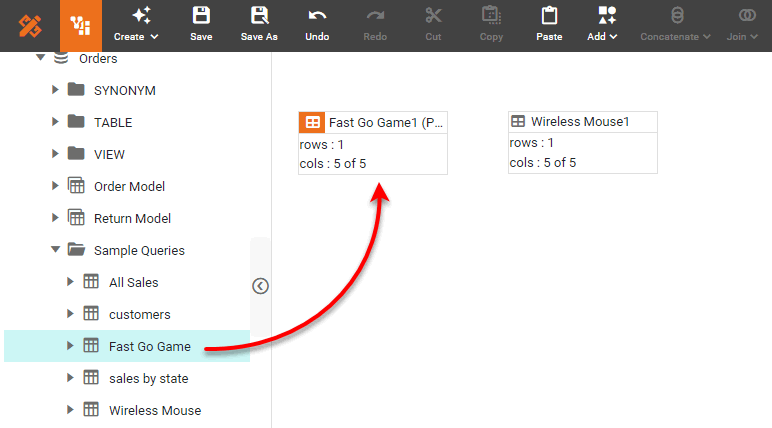 Create
Save
Save As
Undo
Redo
Cut
Copy
Paste
Add
Concatenate
Join
Orders
SYNONYM
TABLE
VIEW
Order Model
Return Model
Sample Queries
All Sales
customers
Fast Go Game
sales by state
Wireless Mouse
Fast Go Game1 (P...
rows : 1
cols : 5 of 5
Wireless Mouse1
rows : 1
cols : 5 of 5